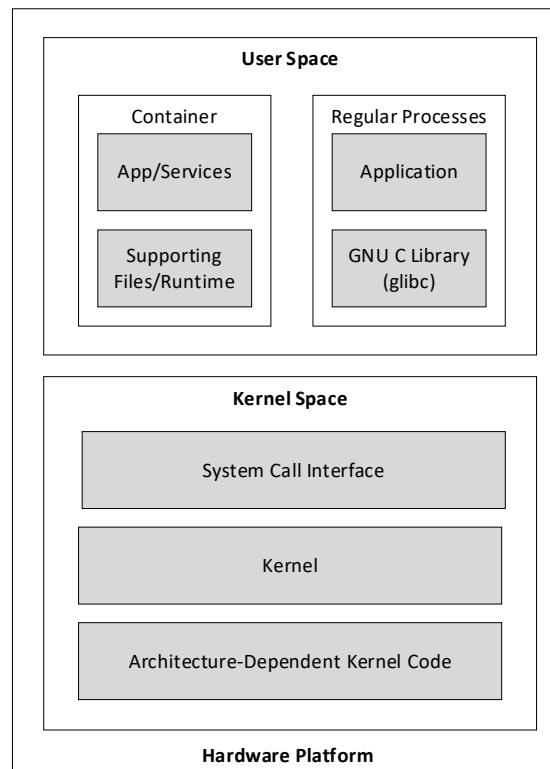 User Space
Container
App/Services
Supporting
Files/Runtime
Regular Processes
Application
GNU C Library
(glibc)
Kernel Space
System Call Interface
Kernel
Architecture-Dependent Kernel Code
Hardware Platform